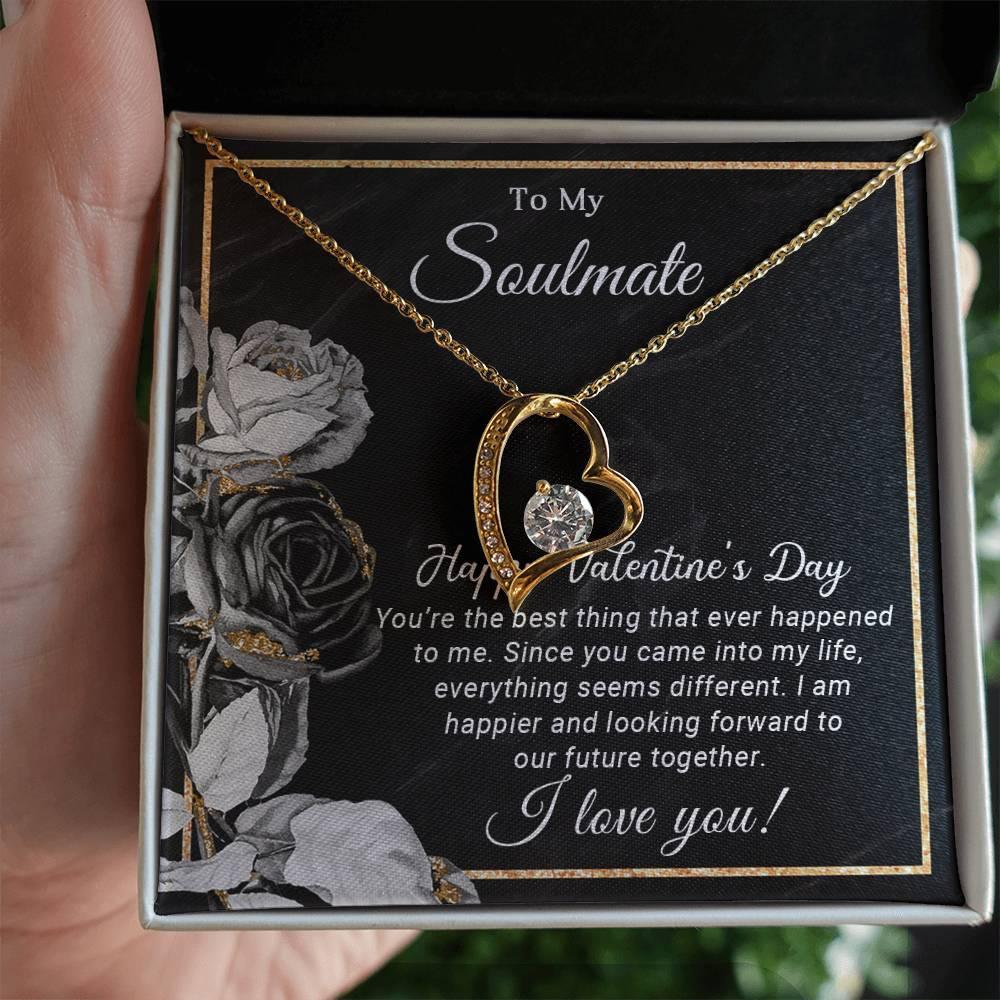 To My
Soulmate
Happy Valentine's Day
You're the best thing that ever happened
to me. Since you came into my life,
everything seems different. I am
happier and looking forward to
our future together.
I love you!